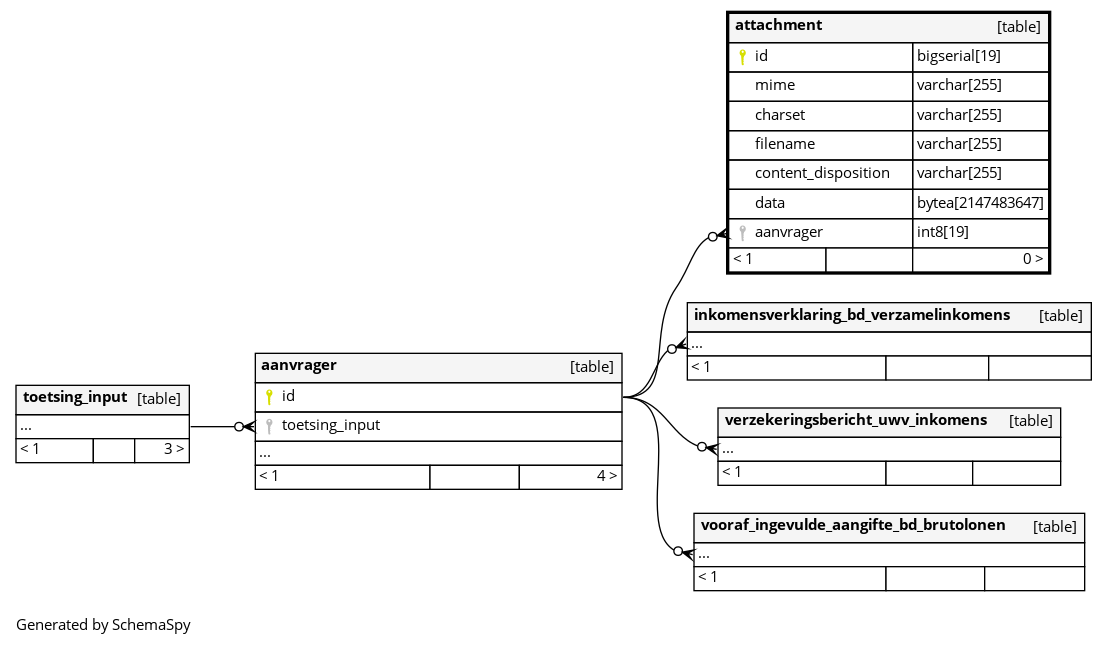 attachment [table]
id bigserial[19]
mime varchar[255]
charset varchar[255]
filename varchar[255]
content_disposition varchar[255]
data bytea[2147483647]
aanvrager int8[19]
< 1 0 >
inkomensverklaring_bd_verzamelinkomens [table]
...
< 1
aanvrager [table]
id
toetsing_input
...
< 1 4 >
toetsing_input [table]
...
< 1 3 >
verzekeringsbericht_uwv_inkomens [table]
...
< 1
vooraf_ingevulde_aangifte_bd_brutolonen [table]
...
< 1
Generated by SchemaSpy